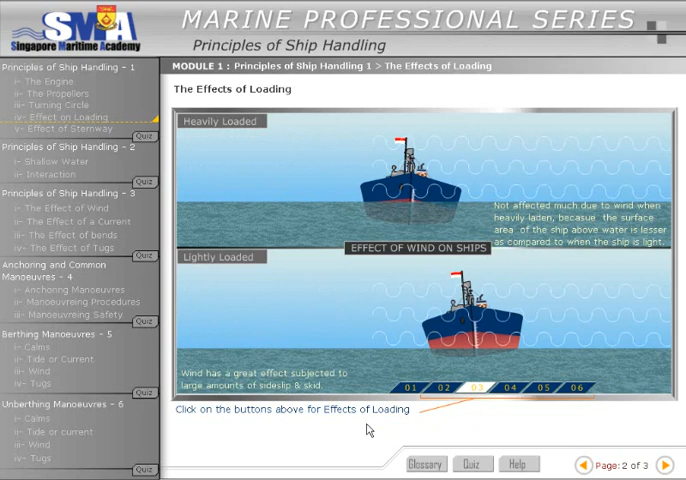 SMA
Singapore Maritime Academy
MARINE PROFESSIONAL SERIES
Principles of Ship Handling
Principles of Ship Handling - 1
i- The Engine
ii- The Propellers
iii- Turning Circle
iv- Effect on Loading
v- Effect of Sternway
Quiz
Principles of Ship Handling - 2
i- Shallow Water
ii- Interaction
Quiz
Principles of Ship Handling - 3
i- The Effect of Wind
ii- The Effect of a Current
iii- The Effect of bends
iv- The Effect of Tugs
Quiz
Anchoring and Common
Manoeuvres - 4
i- Anchoring Manoeuvres
ii- Manoeuvreing Procedures
iii- Manoeuvring Safety
Quiz
Berthing Manoeuvres - 5
i- Calms
ii- Tide or Current
iii- Wind
iv- Tugs
Quiz
Unberthing Manoeuvres - 6
i- Calms
ii- Tide or current
iii- Wind
iv- Tugs
Quiz
MODULE 1 : Principles of Ship Handling 1 > The Effects of Loading
The Effects of Loading
Heavily Loaded
Not affected much due to wind when
heavily laden, becasue the surface
area of the ship above water is lesser
as compared to when the ship is light.
EFFECT OF WIND ON SHIPS
Lightly Loaded
Wind has a great effect subjected to
large amounts of sideslip & skid.
01 02 03 04 05 06
Click on the buttons above for Effects of Loading
Glossary Quiz Help Page: 2 of 3